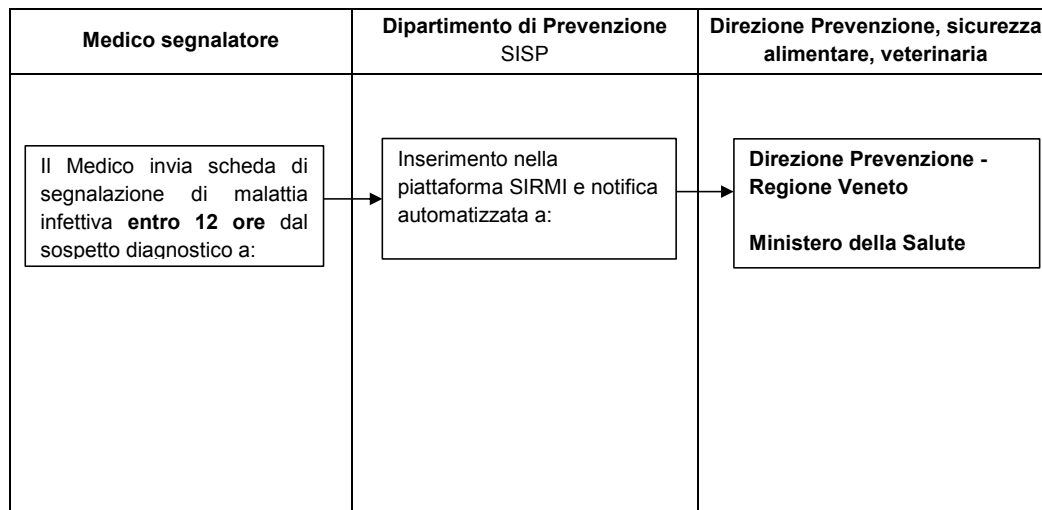 Medico segnalatore
Dipartimento di Prevenzione
SISP
Direzione Prevenzione, sicurezza
alimentare, veterinaria
Il Medico invia scheda di
segnalazione di malattia
infettiva entro 12 ore dal
sospetto diagnostico a:
Inserimento nella
piattaforma SIRMI e notifica
automatizzata a:
Direzione Prevenzione -
Regione Veneto
Ministero della Salute